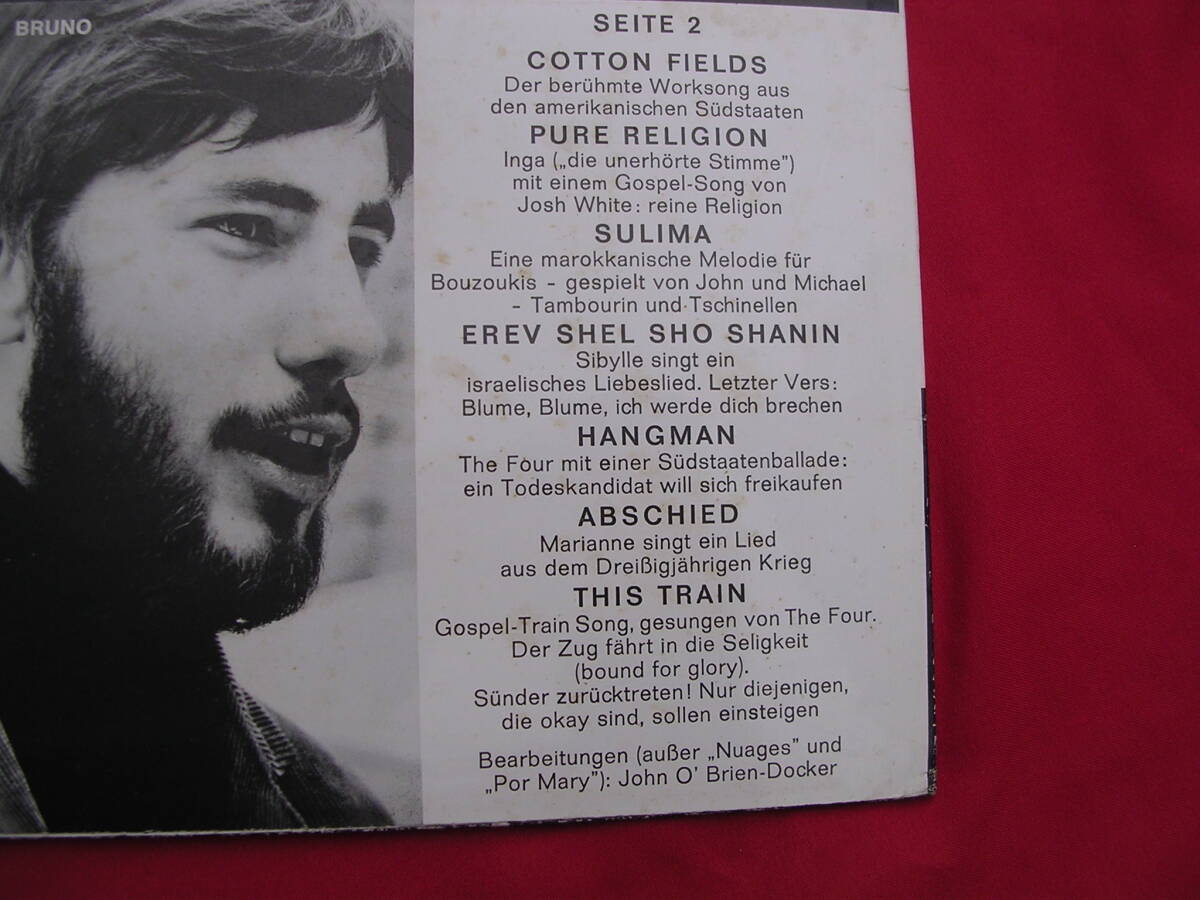 BRUNO
SEITE 2
COTTON FIELDS
Der berühmte Worksong aus
den amerikanischen Südstaaten
PURE RELIGION
Inga („die unerhörte Stimme")
mit einem Gospel-Song von
Josh White: reine Religion
SULIMA
Eine marokkanische Melodie für
Bouzoukis - gespielt von John und Michael
- Tambourin und Tschinellen
EREV SHEL SHO SHANIN
Sibylle singt ein
israelisches Liebeslied. Letzter Vers:
Blume, Blume, ich werde dich brechen
HANGMAN
The Four mit einer Südstaatenballade:
ein Todeskandidat will sich freikaufen
ABSCHIED
Marianne singt ein Lied
aus dem Dreißigjährigen Krieg
THIS TRAIN
Gospel-Train Song, gesungen von The Four.
Der Zug fährt in die Seligkeit
(bound for glory).
Sünder zurücktreten! Nur diejenigen,
die okay sind, sollen einsteigen
Bearbeitungen (außer „Nuages" und
„Por Mary"): John O' Brien-Docker